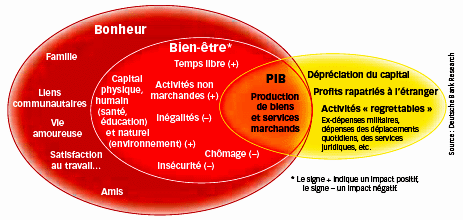 Bonheur
Famille
Liens
communautaires
Vie
amoureuse
Satisfaction
au travail...
Amis
Bien-être*
Temps libre (+)
Capital
physique,
humain
(santé,
éducation)
et naturel
(environnement) (+)
Activités non
marchandes (+)
Inégalités (–)
Chômage (–)
Insécurité (–)
PIB
Production
de biens
et services
marchands
Dépréciation du capital
Profits rapatriés à l'étranger
Activités « regrettables »
Ex-dépenses militaires,
dépenses des déplacements
quotidiens, des services
juridiques, etc.
* Le signe + indique un impact positif,
le signe – un impact négatif.
Source : Deutsche Bank Research